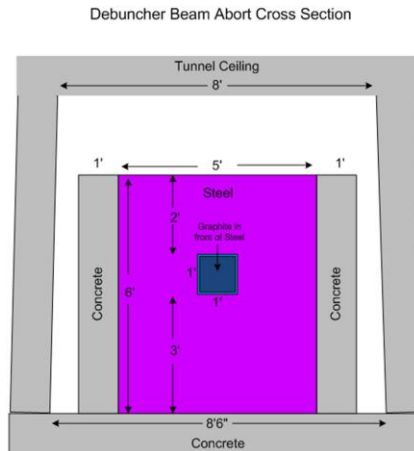 Debuncher Beam Abort Cross Section
Tunnel Ceiling
8'
1'
5'
1'
Steel
2'
Graphite in
front of Steel
1'
6'
1'
Concrete
Concrete
3'
8'6"
Concrete